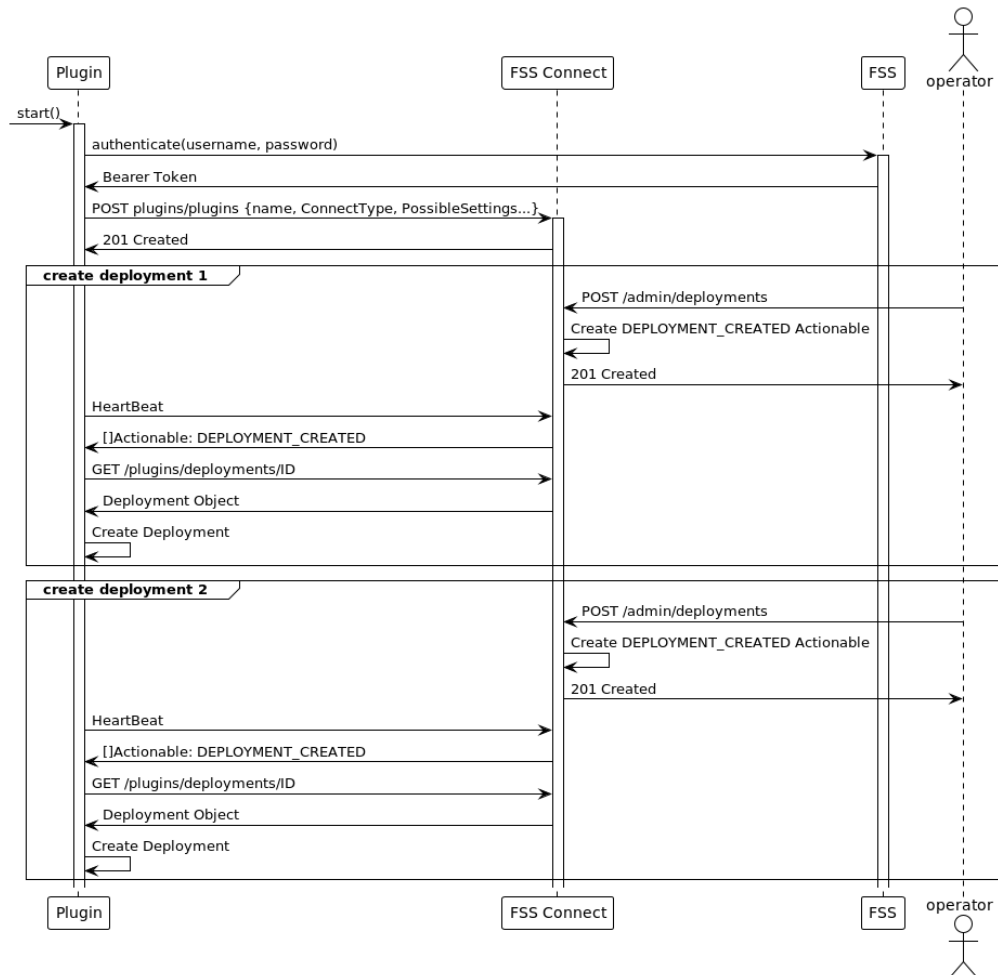 operator
Plugin
FSS Connect
FSS
start()
authenticate(username, password)
Bearer Token
POST plugins/plugins {name, ConnectType, PossibleSettings...}
201 Created
create deployment 1
POST /admin/deployments
Create DEPLOYMENT_CREATED Actionable
201 Created
HeartBeat
[]Actionable: DEPLOYMENT_CREATED
GET /plugins/deployments/ID
Deployment Object
Create Deployment
create deployment 2
POST /admin/deployments
Create DEPLOYMENT_CREATED Actionable
201 Created
HeartBeat
[]Actionable: DEPLOYMENT_CREATED
GET /plugins/deployments/ID
Deployment Object
Create Deployment
Plugin
FSS Connect
FSS
operator